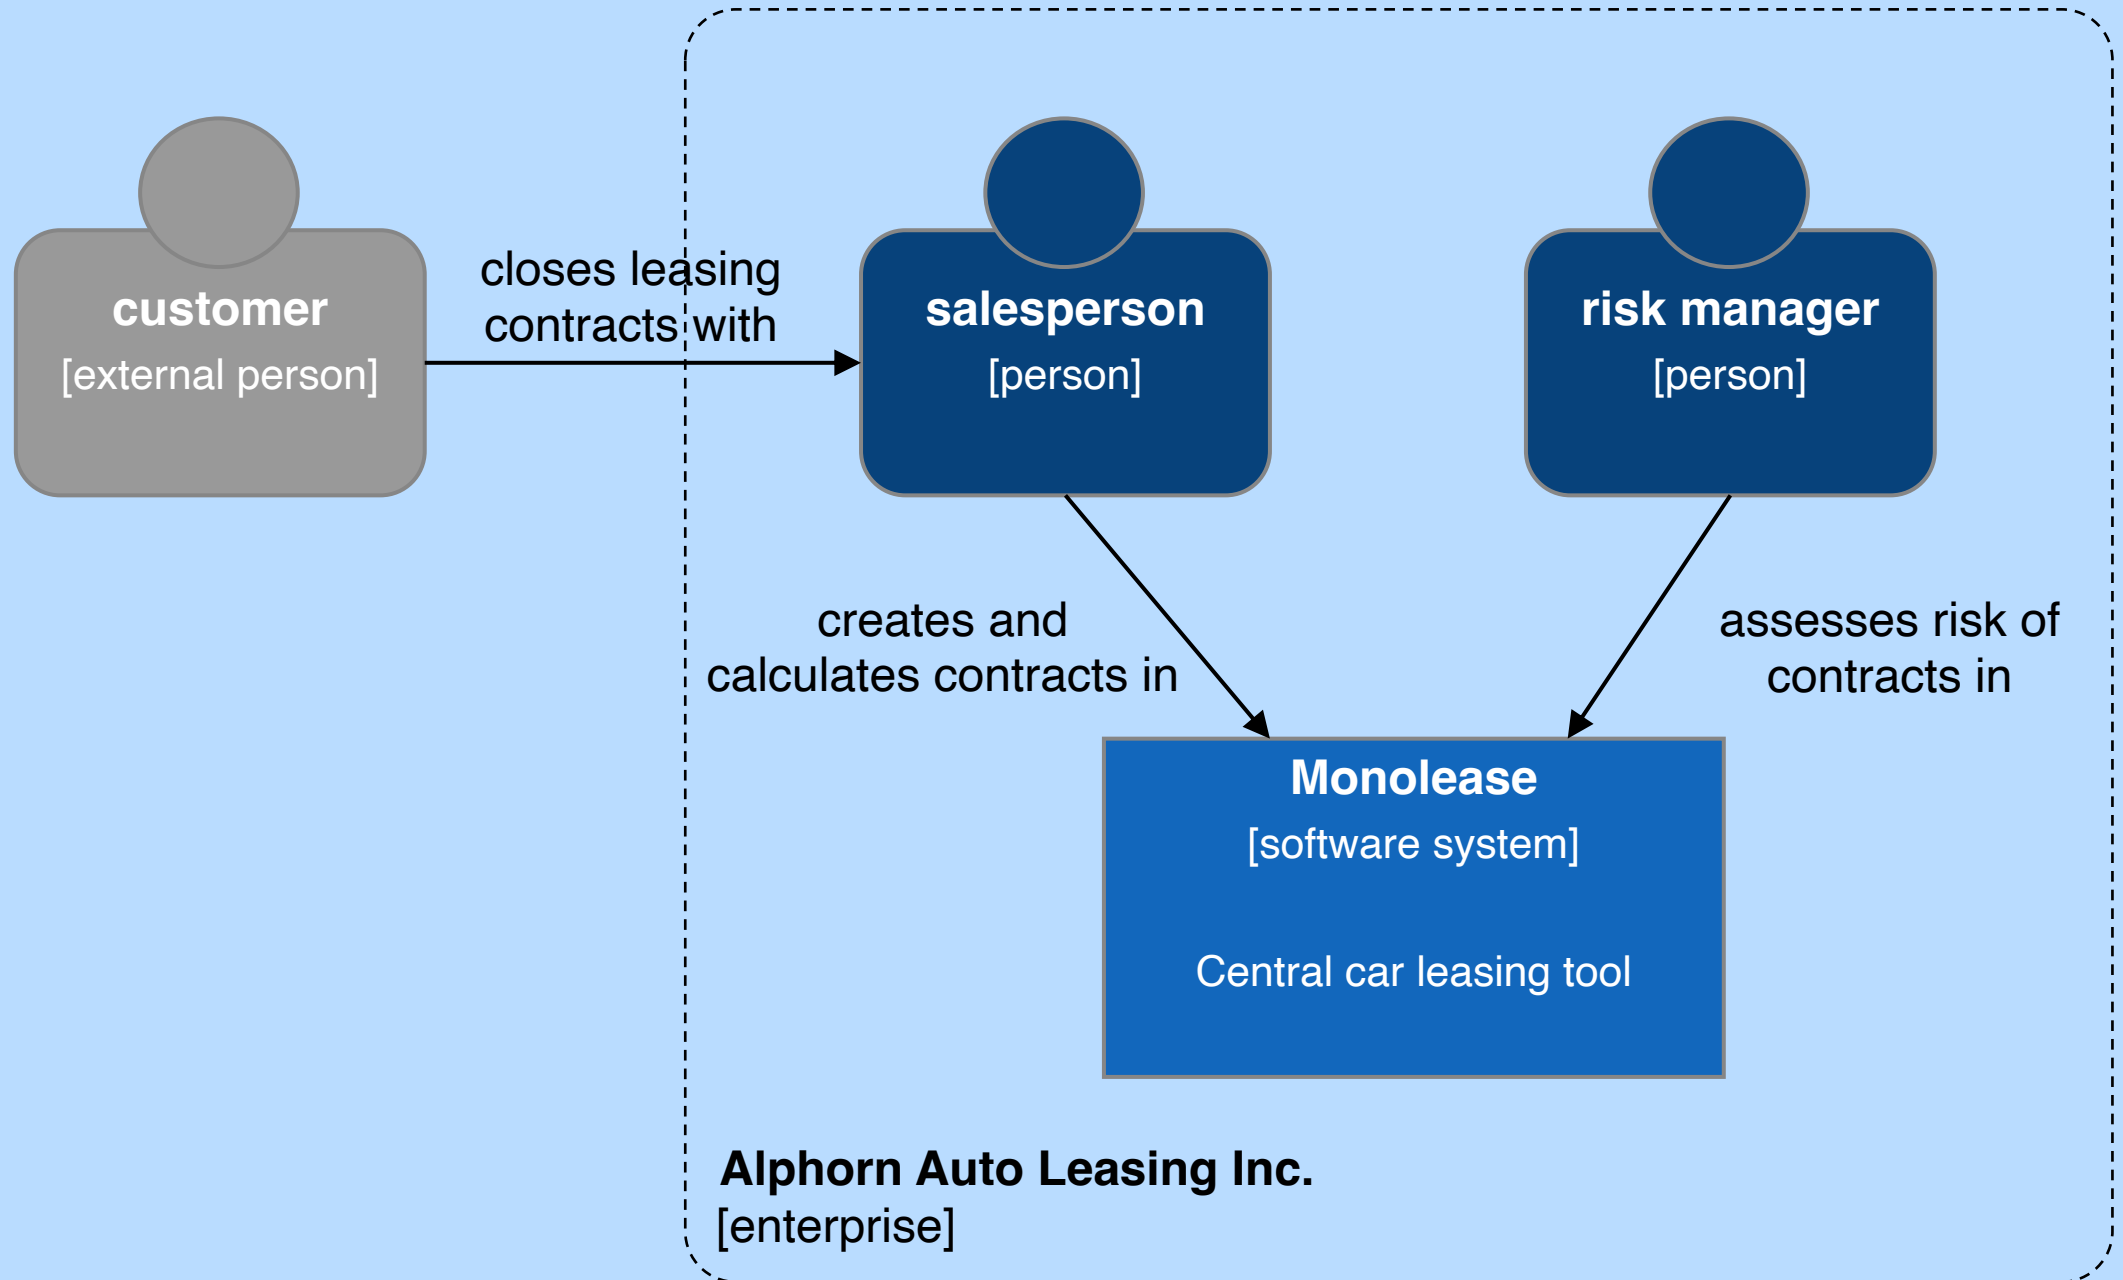 closes leasing
contracts with
customer
[external person]
salesperson
[person]
risk manager
[person]
creates and
calculates contracts in
assesses risk of
contracts in
Monolease
[software system]
Central car leasing tool
Alphorn Auto Leasing Inc.
[enterprise]